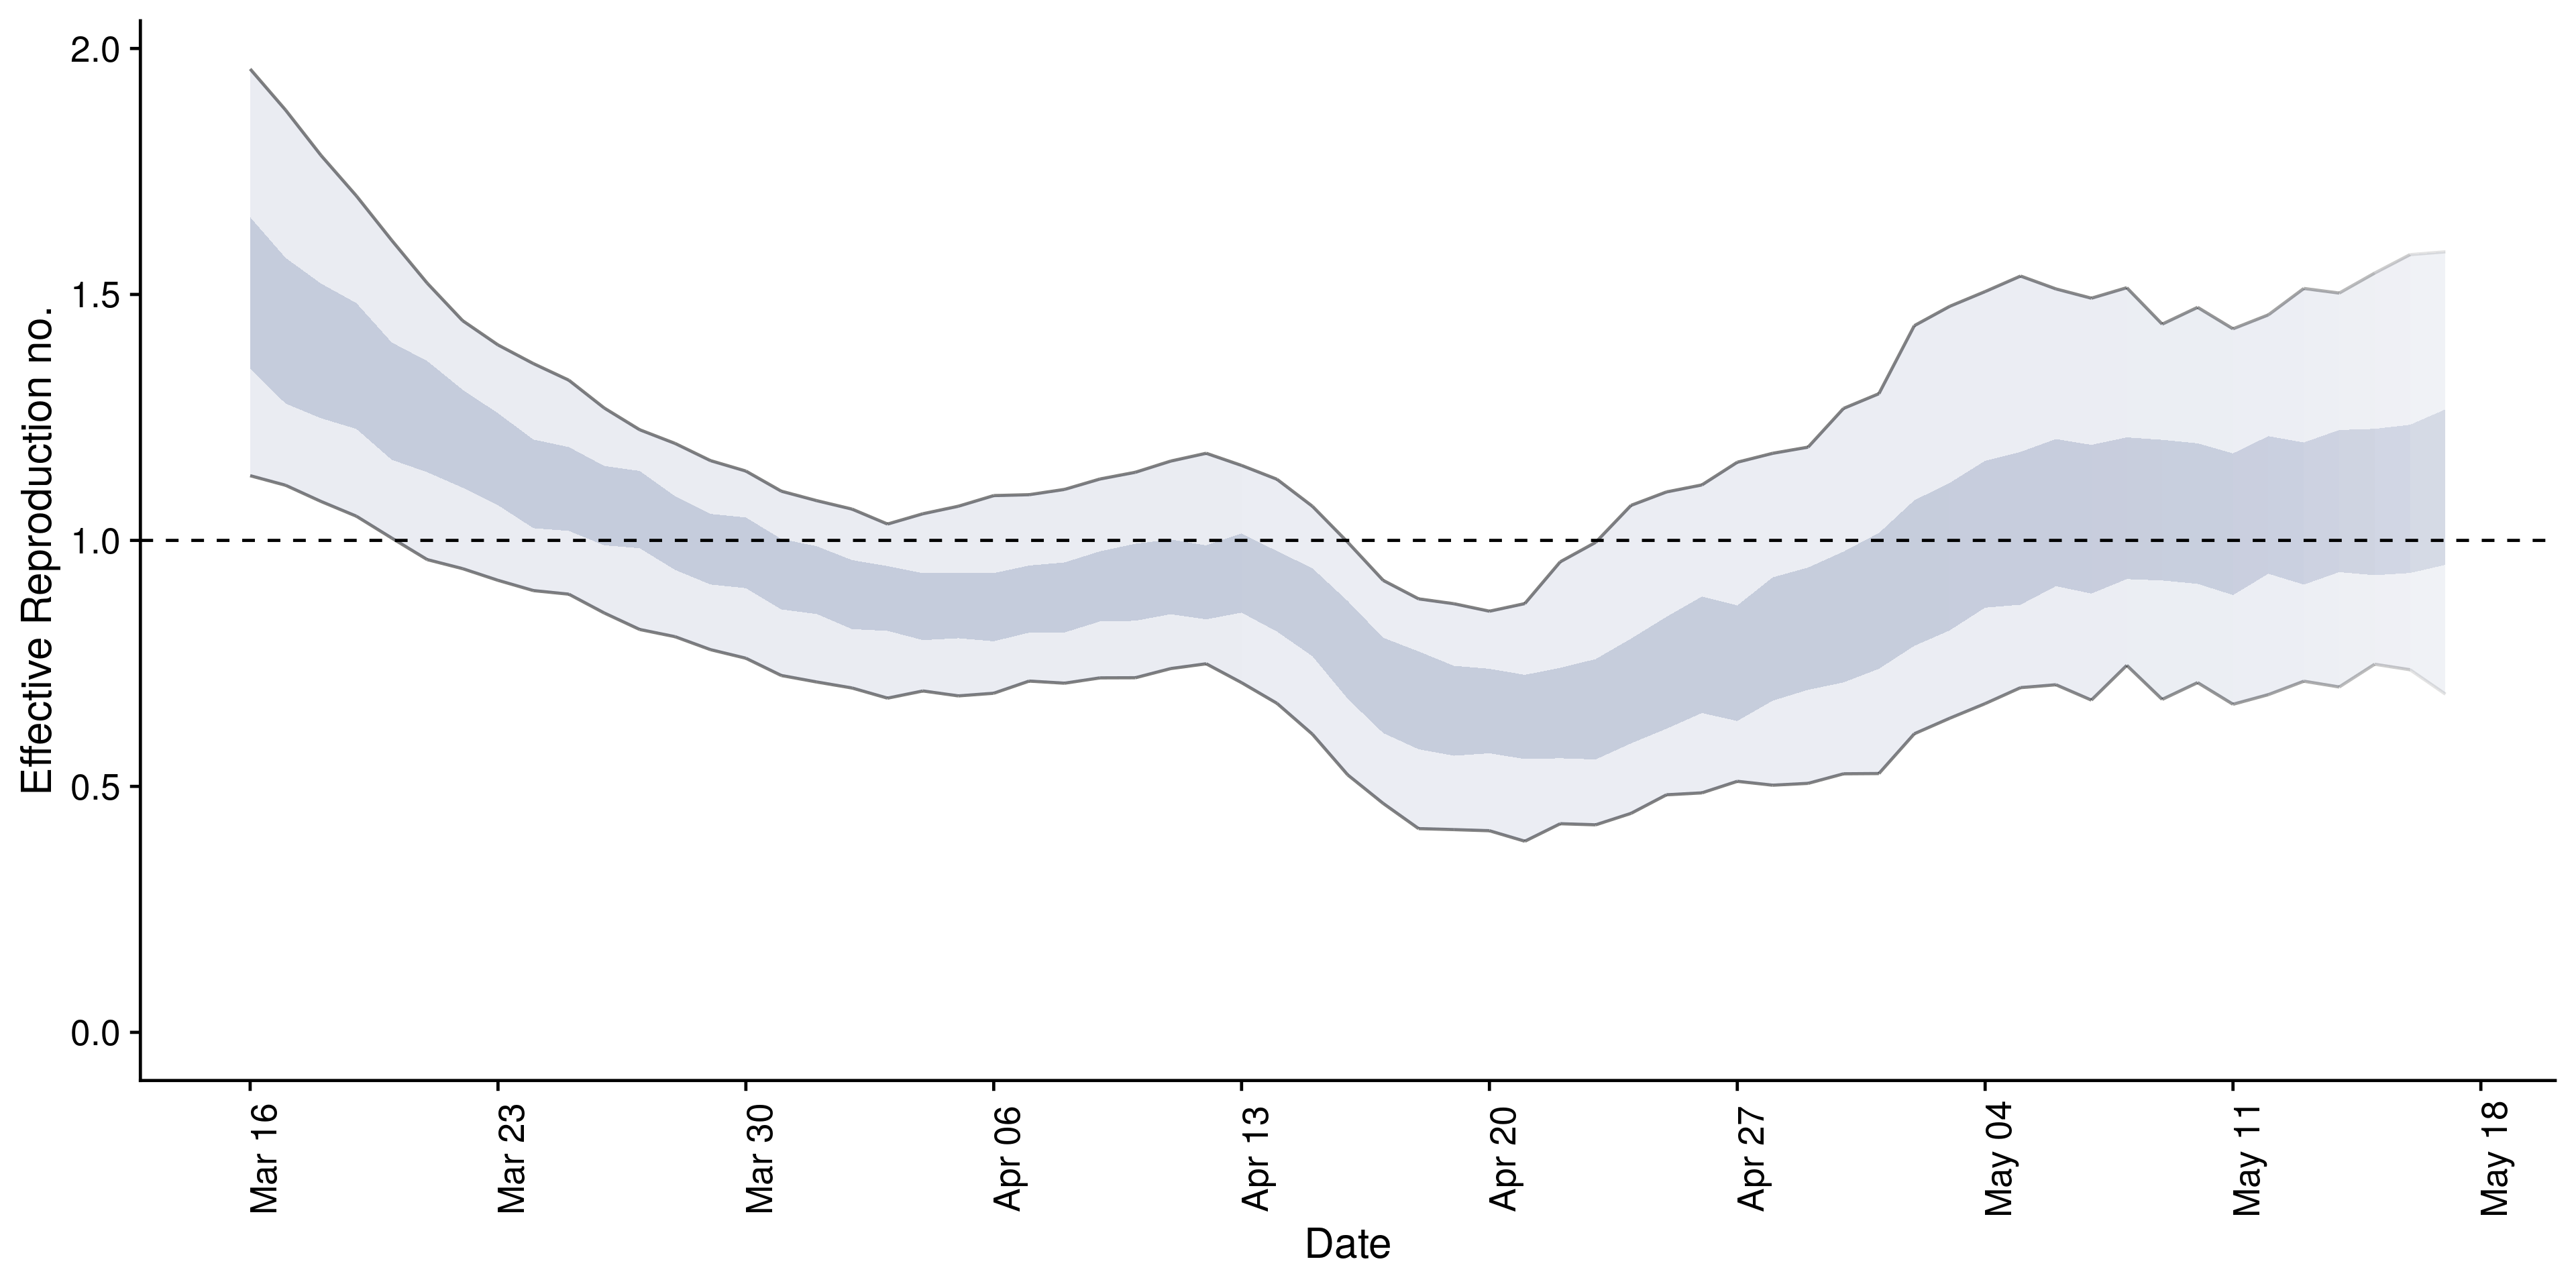 Effective Reproduction no.
2.0
1.5
1.0
0.5
0.0
Mar 16
Mar 23
Mar 30
Apr 06
Apr 13
Apr 20
Apr 27
May 04
May 11
May 18
Date